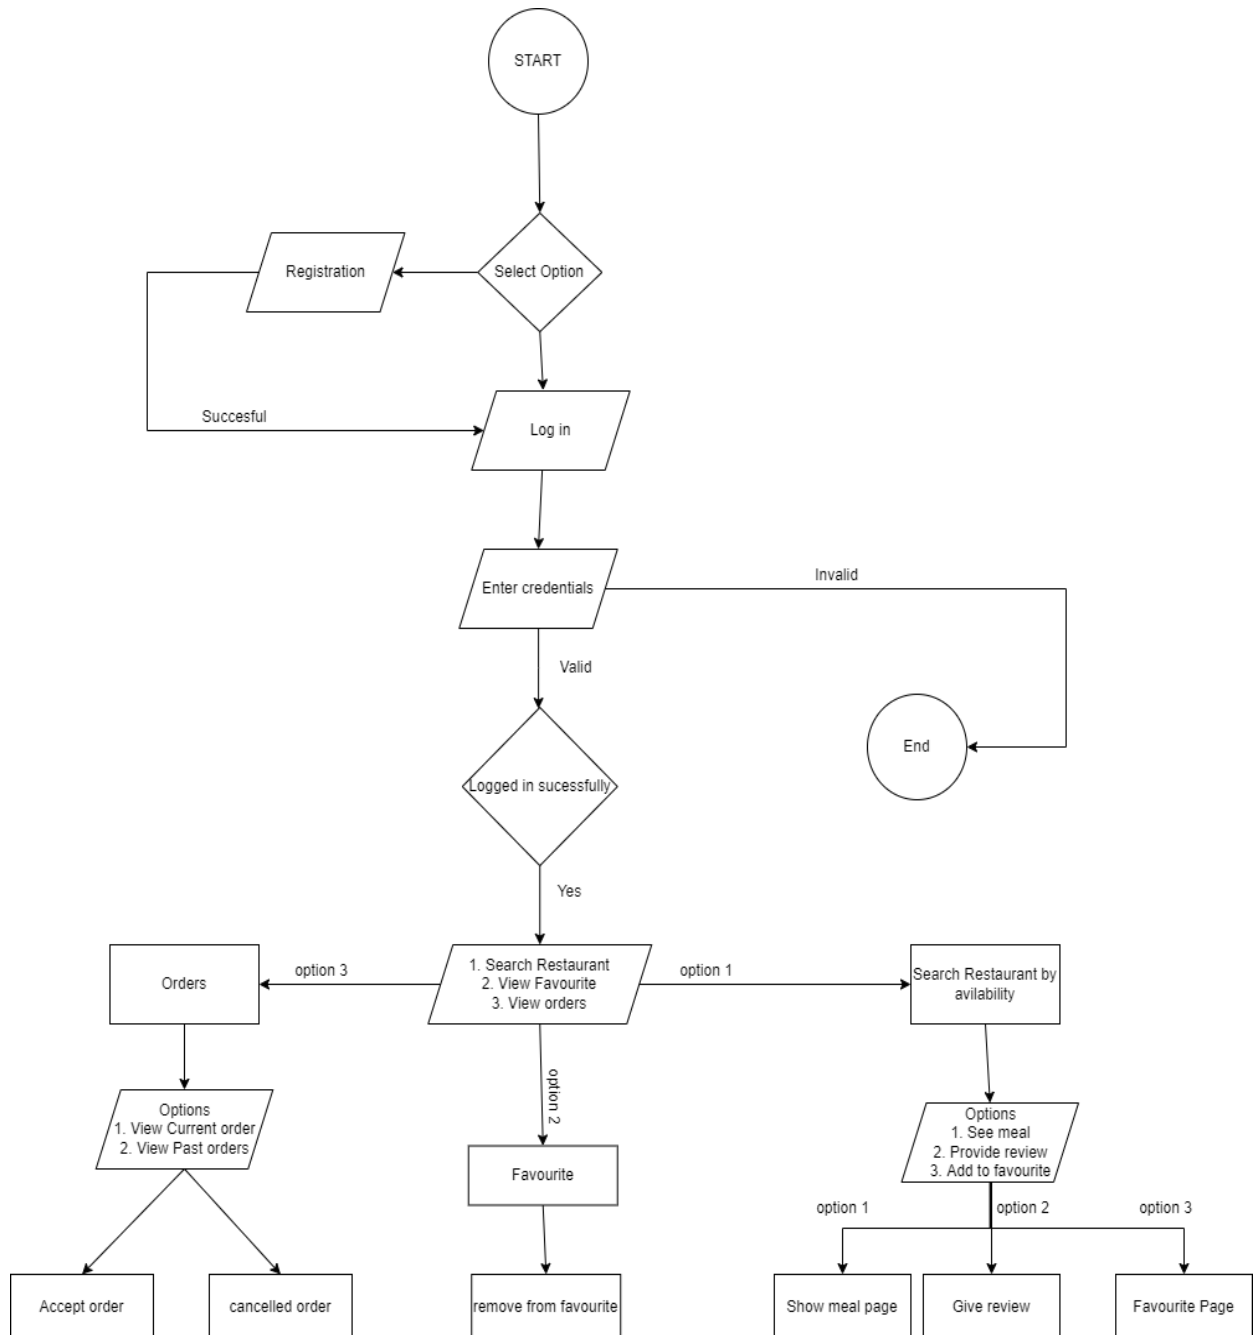 START
Select Option
Registration
Succesful
Log in
Enter credentials
Invalid
Valid
End
Logged in sucessfully
Yes
Orders
option 3
1. Search Restaurant
2. View Favourite
3. View orders
option 1
Search Restaurant by
avilability
option 2
Options
1. View Current order
2. View Past orders
Favourite
Options
1. See meal
2. Provide review
3. Add to favourite
option 1
option 2
option 3
Accept order
cancelled order
remove from favourite
Show meal page
Give review
Favourite Page